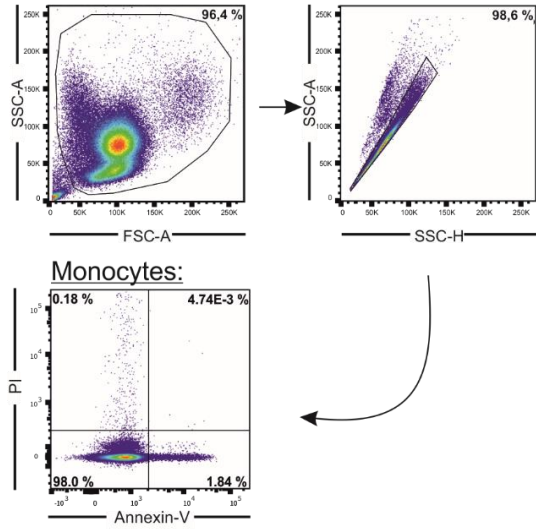 96,4 %
250K
200K
150K
100K
50K
0
SSC-A
0 50K 100K 150K 200K 250K
FSC-A
98,6 %
250K
200K
150K
100K
50K
0
SSC-A
0 50K 100K 150K 200K 250K
SSC-H
Monocytes:
0.18 % 4.74E-3 %
10^5
10^4
10^3
0
PI
98.0 % 1.84 %
-10^3 0 10^3 10^4 10^5
Annexin-V